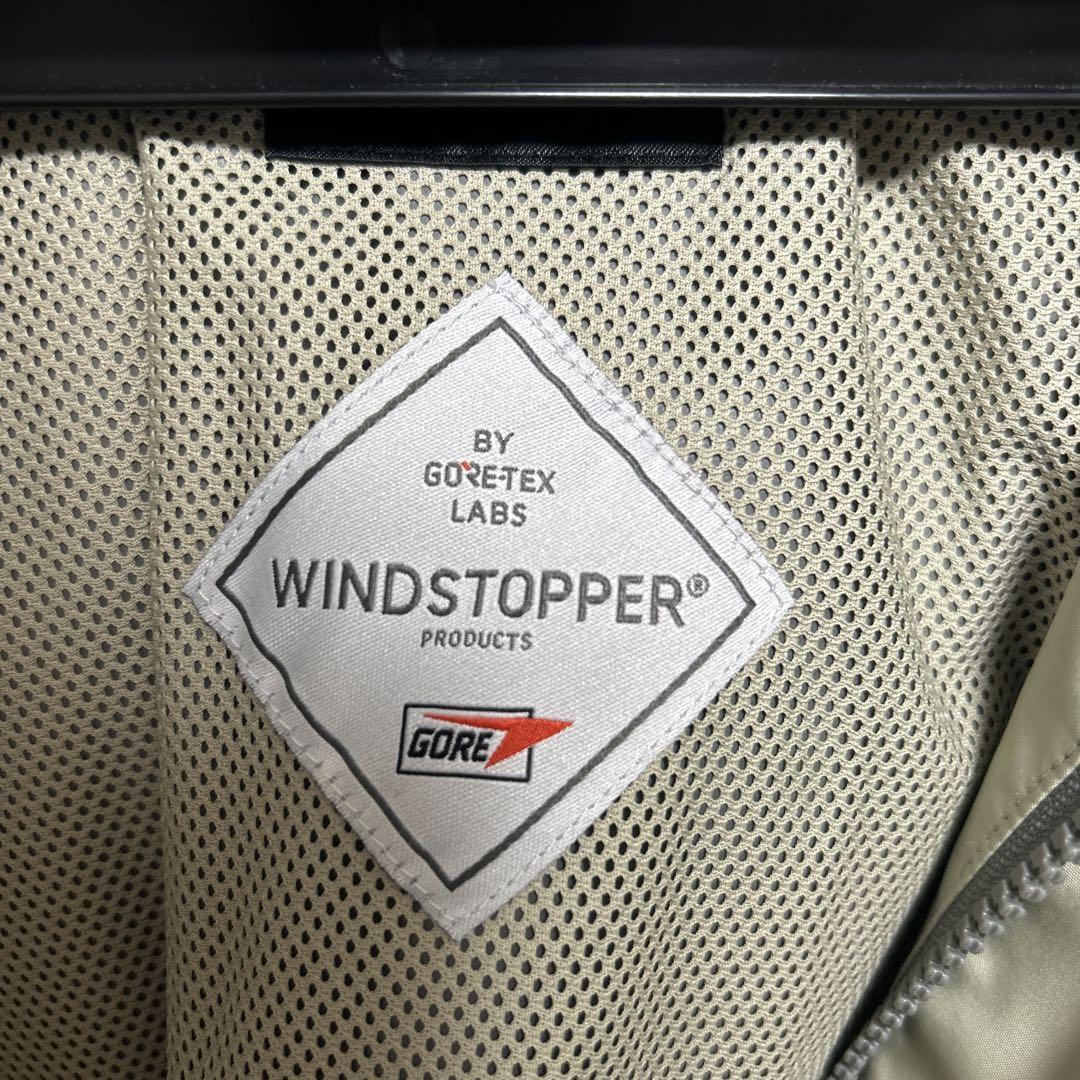 BY
GORE-TEX
LABS
WINDSTOPPER®
PRODUCTS
GORE